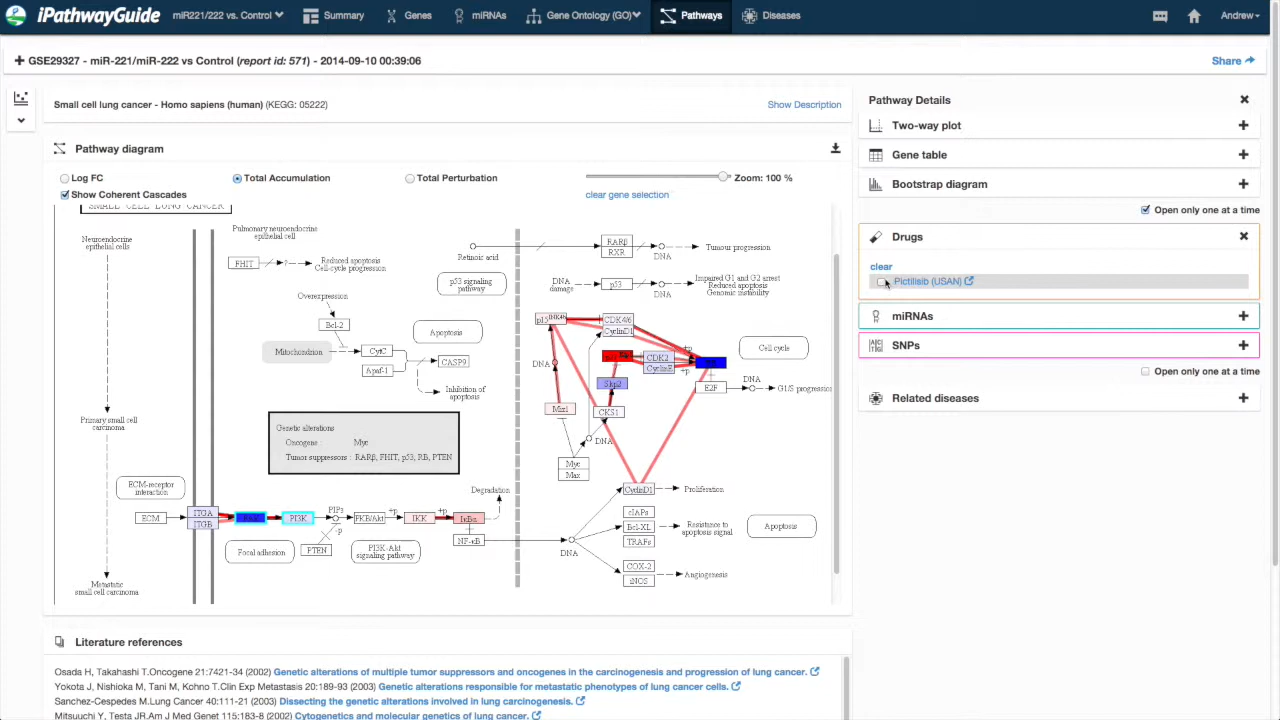 iPathwayGuide miR221/222 vs. Control Summary Genes miRNAs Gene Ontology (GO) Pathways Diseases Andrew
GSE29327 - miR-221/miR-222 vs Control (report id: 571) - 2014-09-10 00:39:06 Share
Small cell lung cancer - Homo sapiens (human) (KEGG: 05222) Show Description
Pathway diagram
Log FC Total Accumulation Total Perturbation Zoom: 100 %
Show Coherent Cascades clear gene selection
SMALL CELL LUNG CANCER
Neuroendocrine
epithelial cells
Pulmonary neuroendocrine
epithelial cell
FHIT ? Reduced apoptosis
Cell-cycle progression
Overexpression
Bcl-2
Mitochondrion CytC
Apaf-1
CASP9
Inhibition of
apoptosis
p53 signaling
pathway
Apoptosis
Retinoic acid
RARβ
RXR
DNA
Tumour progression
DNA
damage
p53
DNA
Impaired G1 and G2 arrest
Reduced apoptosis
Genomic instability
p15INK4b
CDK4/6
CyclinD1
+p
CDK2
CyclinE
+p
Cell cycle
DNA
Skp2
CKS1
Miz1
E2F
DNA
G1/S progression
DNA
Myc
Max
Primary small cell
carcinoma
Genetic alterations
Oncogene : Myc
Tumor suppressors : RARβ, FHIT, p53, RB, PTEN
ECM-receptor
interaction
ECM
ITGA
ITGB
PI3K
PIPs
-p
PTEN
PKB/Akt
+p
IKK
+p
IκBα
NF-κB
Degradation
Focal adhesion
PI3K-Akt
signaling pathway
DNA
CyclinD1 Proliferation
cIAPs
Bcl-XL
TRAFs
Resistance to
apoptosis signal
Apoptosis
COX-2
iNOS
Angiogenesis
Metastatic
small cell carcinoma
Literature references
Osada H, Takahashi T.Oncogene 21:7421-34 (2002) Genetic alterations of multiple tumor suppressors and oncogenes in the carcinogenesis and progression of lung cancer.
Yokota J, Nishioka M, Tani M, Kohno T.Clin Exp Metastasis 20:189-93 (2003) Genetic alterations responsible for metastatic phenotypes of lung cancer cells.
Sanchez-Cespedes M.Lung Cancer 40:111-21 (2003) Dissecting the genetic alterations involved in lung carcinogenesis.
Mitsuuchi Y, Testa JR.Am J Med Genet 115:183-8 (2002) Cytogenetics and molecular genetics of lung cancer.
Pathway Details
Two-way plot
Gene table
Bootstrap diagram
Open only one at a time
Drugs
clear
Pictilisib (USAN)
miRNAs
SNPs
Open only one at a time
Related diseases